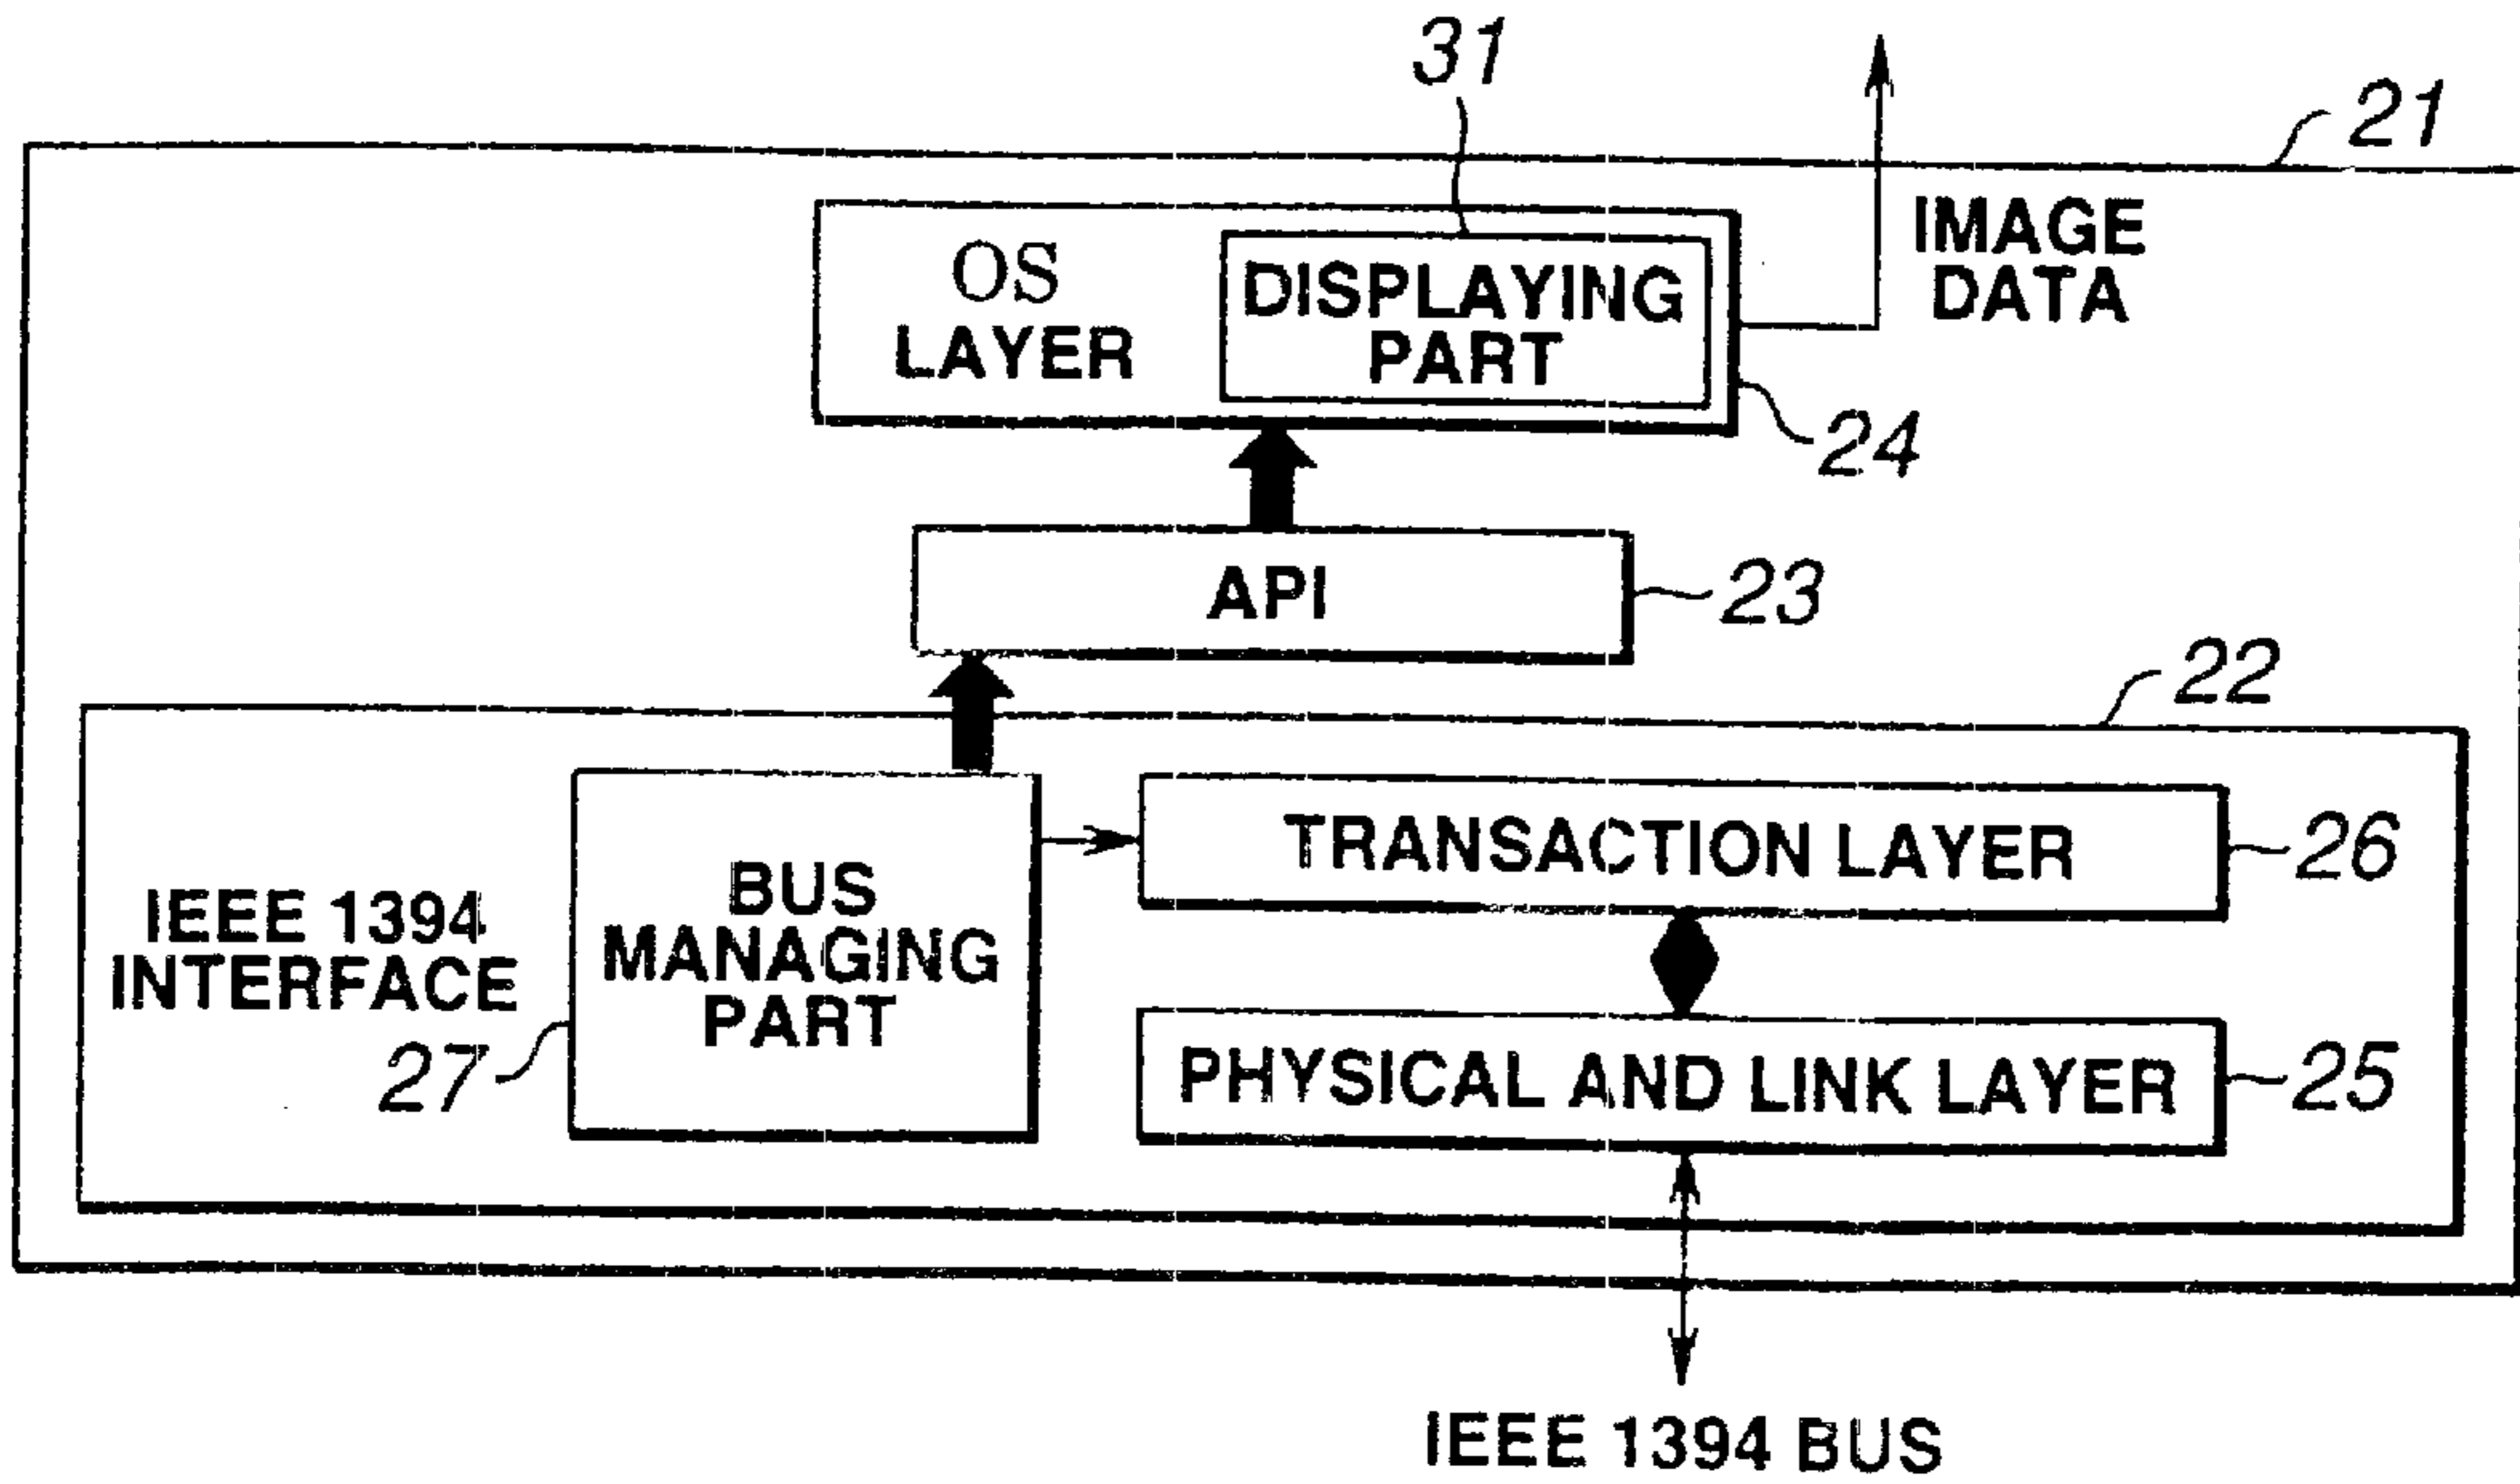 31
21
IMAGE
DATA
OS
LAYER
DISPLAYING
PART
24
API
23
22
TRANSACTION LAYER
26
BUS
MANAGING
PART
IEEE 1394
INTERFACE
27
PHYSICAL AND LINK LAYER
25
IEEE 1394 BUS